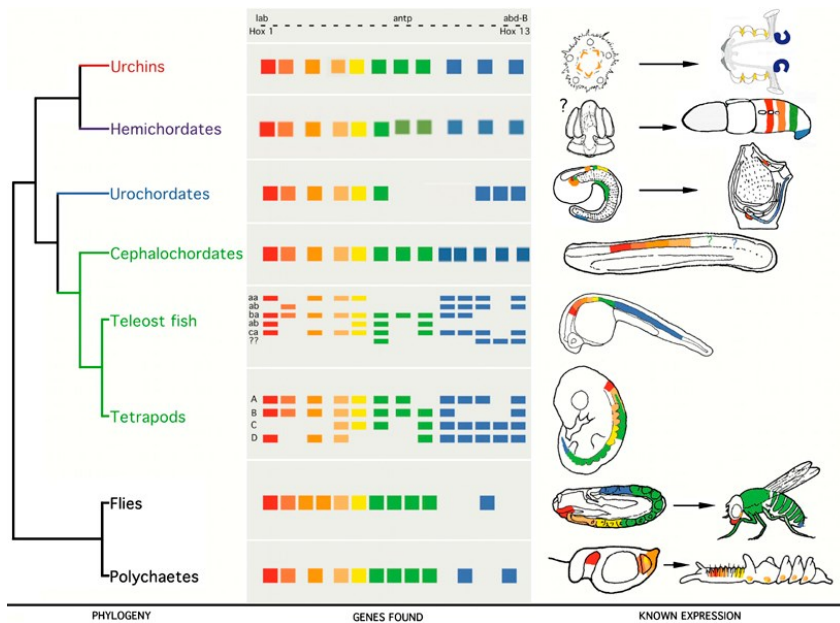 lab antp abd-B
Hox 1 Hox 13
Urchins
Hemichordates
?
Urochordates
Cephalochordates
? ?
Teleost fish
aa
ab
ba
ab
ca
??
Tetrapods
A
B
C
D
Flies
Polychaetes
PHYLOGENY GENES FOUND KNOWN EXPRESSION